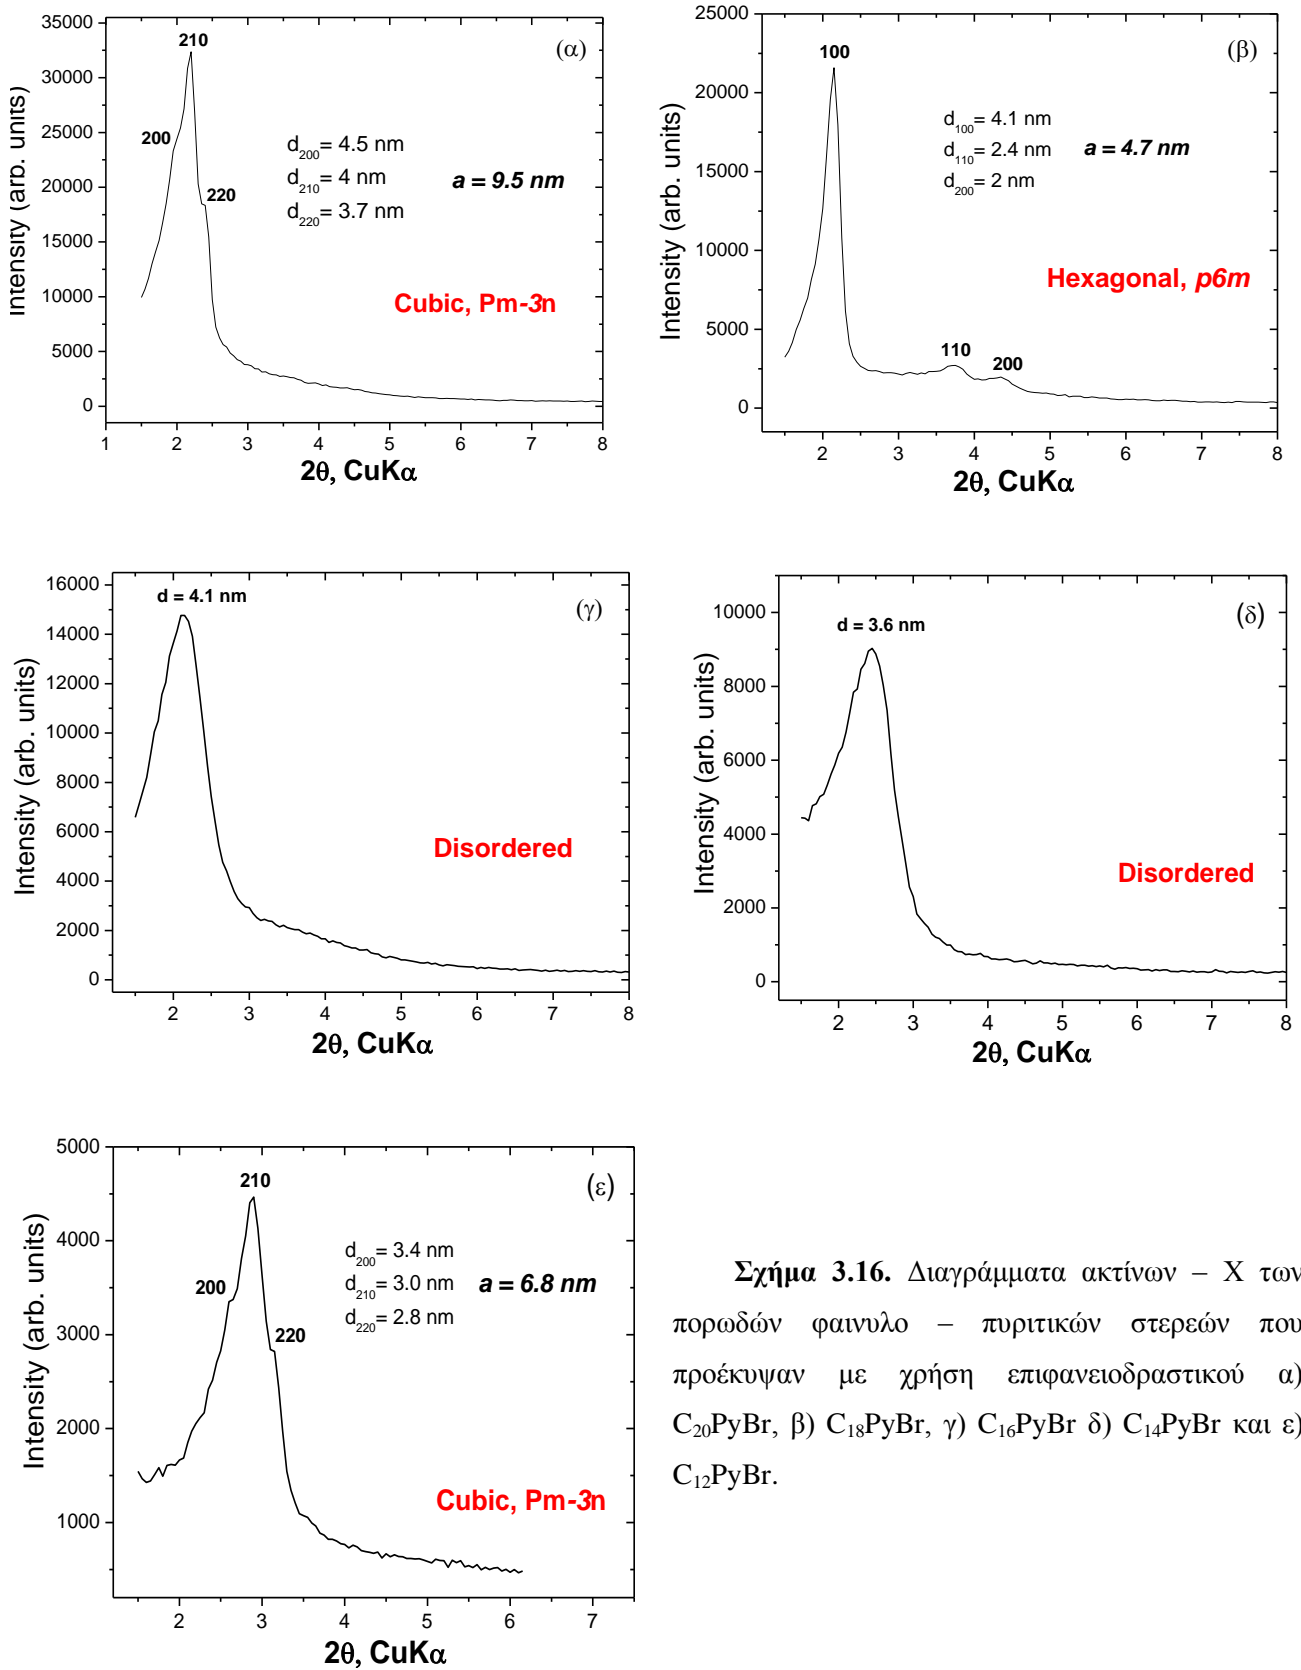 (α)
35000
30000
25000
20000
15000
10000
5000
0
Intensity (arb. units)
210
200
220
d200= 4.5 nm
d210= 4 nm
d220= 3.7 nm
a = 9.5 nm
Cubic, Pm-3n
1 2 3 4 5 6 7 8
2θ, CuKα
(β)
25000
20000
15000
10000
5000
0
Intensity (arb. units)
100
110
200
d100= 4.1 nm
d110= 2.4 nm
d200= 2 nm
a = 4.7 nm
Hexagonal, p6m
2 3 4 5 6 7 8
2θ, CuKα
(γ)
16000
14000
12000
10000
8000
6000
4000
2000
0
Intensity (arb. units)
d = 4.1 nm
Disordered
2 3 4 5 6 7 8
2θ, CuKα
(δ)
10000
8000
6000
4000
2000
0
Intensity (arb. units)
d = 3.6 nm
Disordered
2 3 4 5 6 7 8
2θ, CuKα
(ε)
5000
4000
3000
2000
1000
Intensity (arb. units)
210
200
220
d200= 3.4 nm
d210= 3.0 nm
d220= 2.8 nm
a = 6.8 nm
Cubic, Pm-3n
2 3 4 5 6 7
2θ, CuKα
Σχήμα 3.16. Διαγράμματα ακτίνων – Χ των
πορωδών φαινυλο – πυριτικών στερεών που
προέκυψαν με χρήση επιφανειοδραστικού α)
C20PyBr, β) C18PyBr, γ) C16PyBr δ) C14PyBr και ε)
C12PyBr.